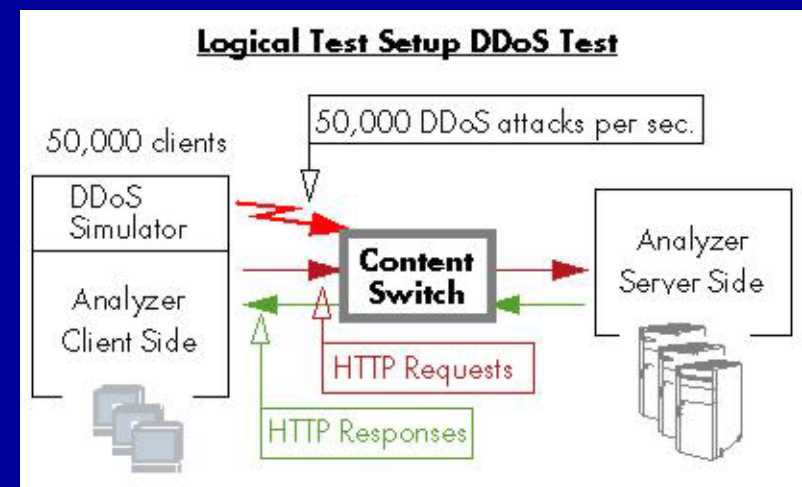 Logical Test Setup DDoS Test
50,000 DDoS attacks per sec.
50,000 clients
DDoS
Simulator
Analyzer
Client Side
Content
Switch
Analyzer
Server Side
HTTP Requests
HTTP Responses